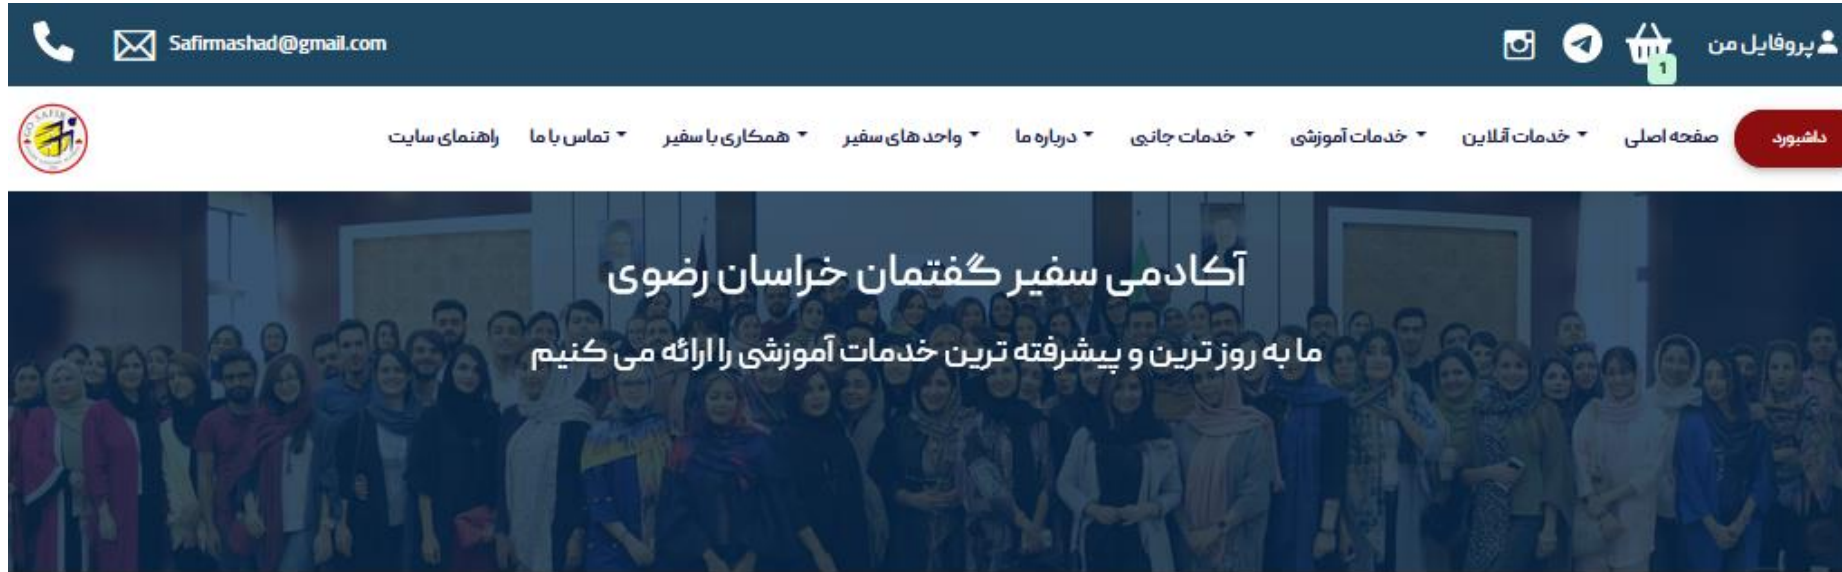 پروفایل من
1
Safirmashad@gmail.com
داشبورد
صفحه اصلی
خدمات آنلاین
خدمات آموزشی
خدمات جانبی
درباره ما
واحد های سفیر
همکاری با سفیر
تماس با ما
راهنمای سایت
آکادمی سفیر گفتمان خراسان رضوی
ما به روز ترین و پیشرفته ترین خدمات آموزشی را ارائه می کنیم